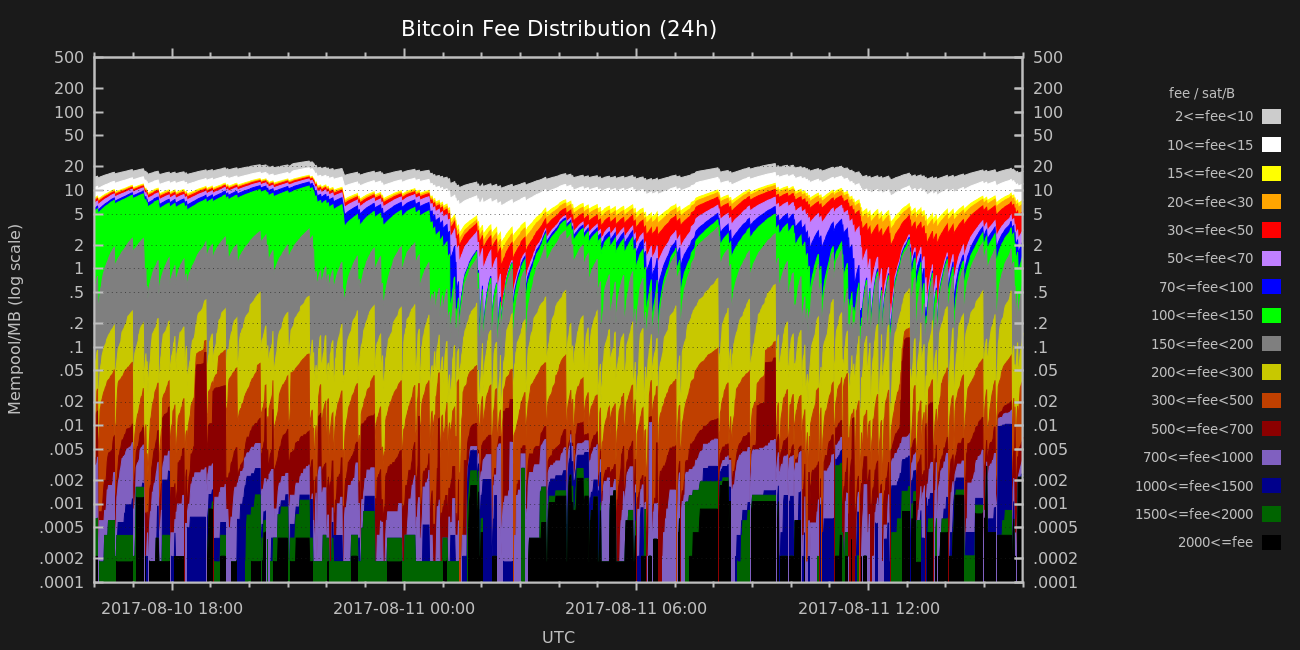 Bitcoin Fee Distribution (24h)
500 500
200 200
100 100
50 50
20 20
10 10
5 5
2 2
1 1
.5 .5
.2 .2
.1 .1
.05 .05
.02 .02
.01 .01
.005 .005
.002 .002
.001 .001
.0005 .0005
.0002 .0002
.0001 .0001
Mempool/MB (log scale)
2017-08-10 18:00 2017-08-11 00:00 2017-08-11 06:00 2017-08-11 12:00
UTC
fee / sat/B
2<=fee<10
10<=fee<15
15<=fee<20
20<=fee<30
30<=fee<50
50<=fee<70
70<=fee<100
100<=fee<150
150<=fee<200
200<=fee<300
300<=fee<500
500<=fee<700
700<=fee<1000
1000<=fee<1500
1500<=fee<2000
2000<=fee